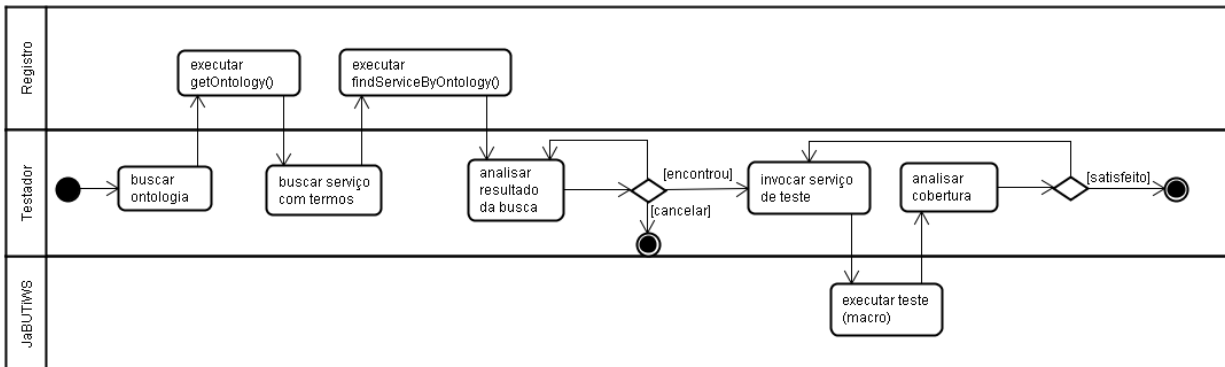 Registro
executar
getOntology()
executar
findServiceByOntology()
Testador
buscar
ontologia
buscar serviço
com termos
analisar
resultado
da busca
[encontrou]
[cancelar]
invocar serviço
de teste
analisar
cobertura
[satisfeito]
JaBUTiWS
executar teste
(macro)